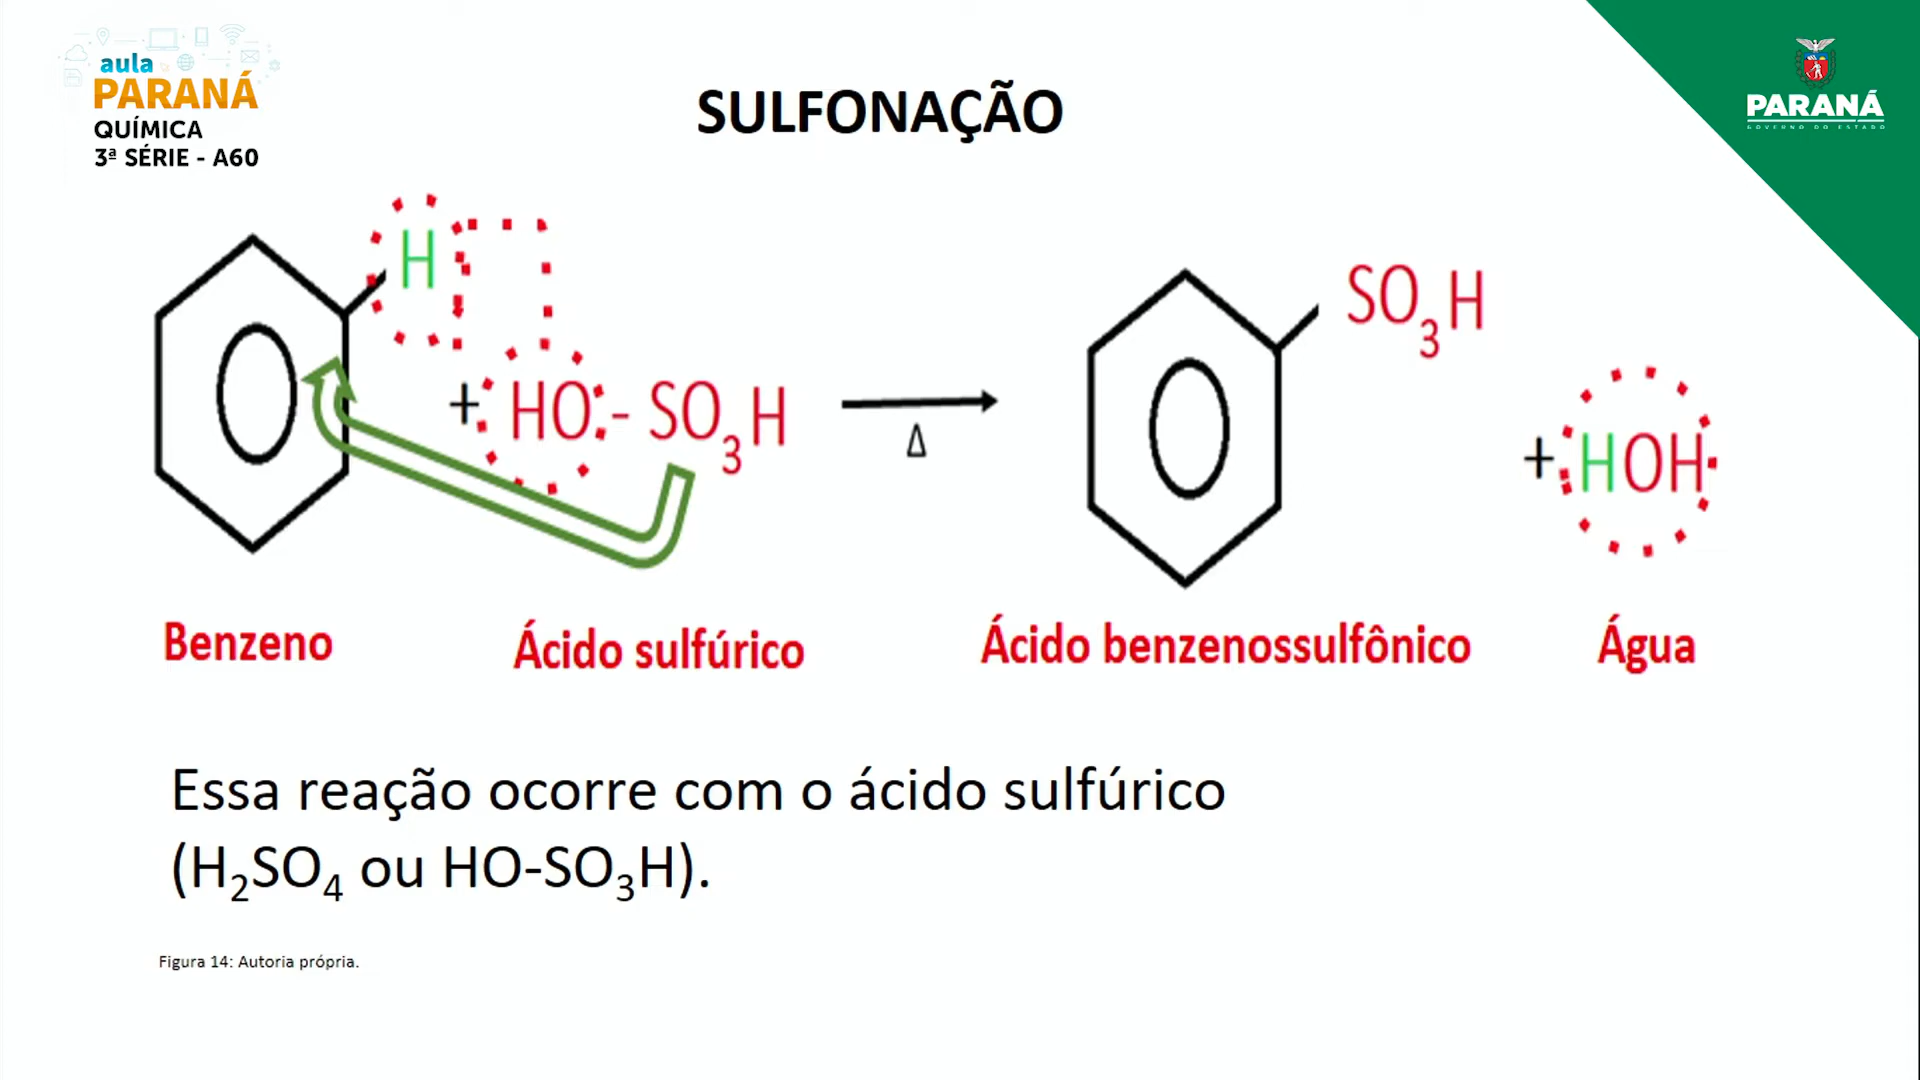 aula
PARANÁ
QUÍMICA
3ª SÉRIE - A60
PARANÁ
GOVERNO DO ESTADO
SULFONAÇÃO
H
+ HO - SO3H
Δ
SO3H
+ HOH
Benzeno
Ácido sulfúrico
Ácido benzenossulfônico
Água
Essa reação ocorre com o ácido sulfúrico
(H₂SO₄ ou HO-SO₃H).
Figura 14: Autoria própria.